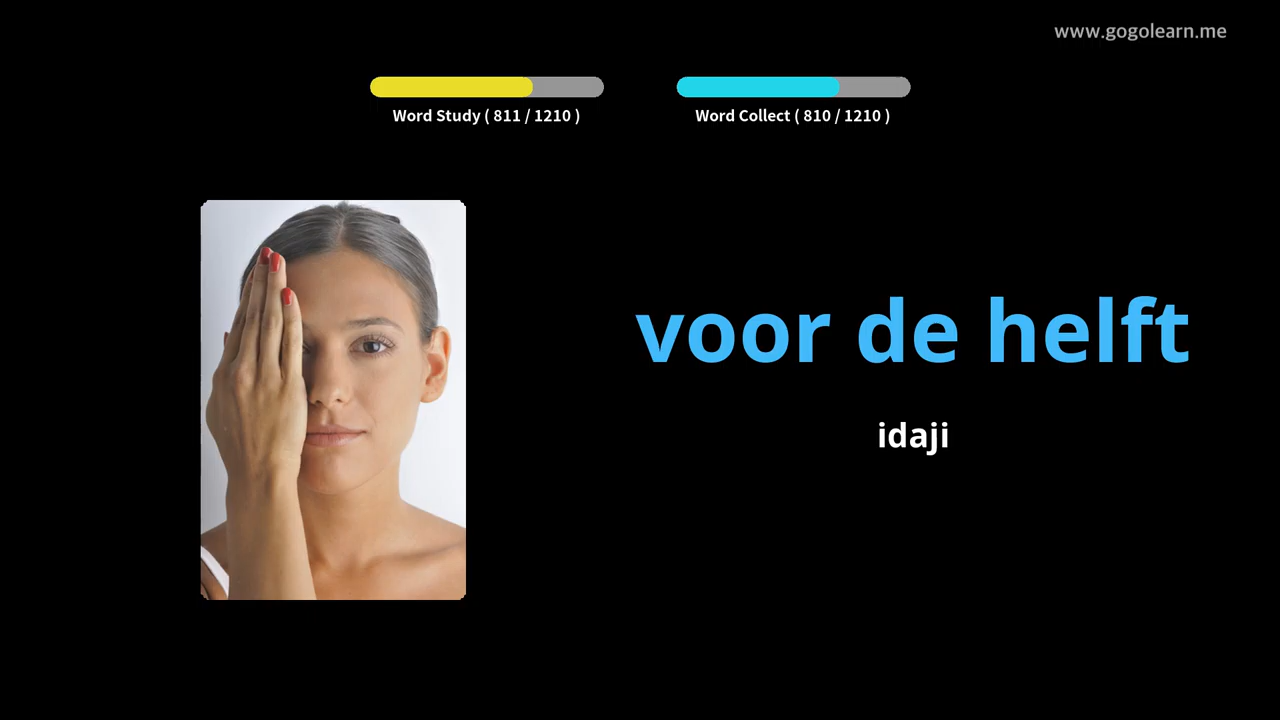 www.gogolearn.me
Word Study ( 811 / 1210 )
Word Collect ( 810 / 1210 )
voor de helft
idaji